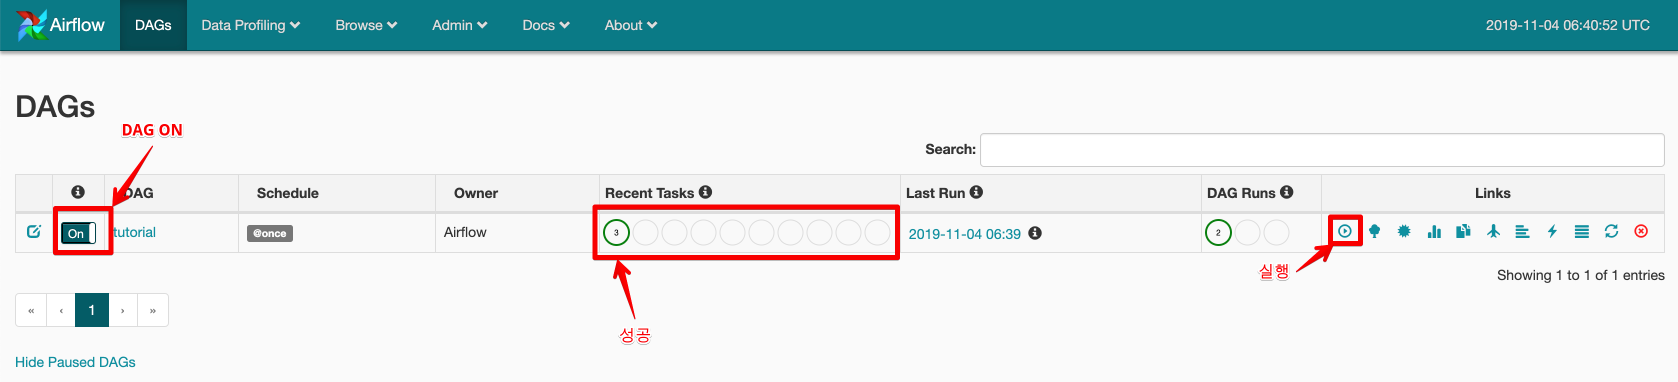 Airflow DAGs Data Profiling Browse Admin Docs About 2019-11-04 06:40:52 UTC
DAGs
DAG ON
Search:
DAG Schedule Owner Recent Tasks Last Run DAG Runs Links
On tutorial @once Airflow 3 2019-11-04 06:39 2
실행
Showing 1 to 1 of 1 entries
« ‹ 1 › »
성공
Hide Paused DAGs